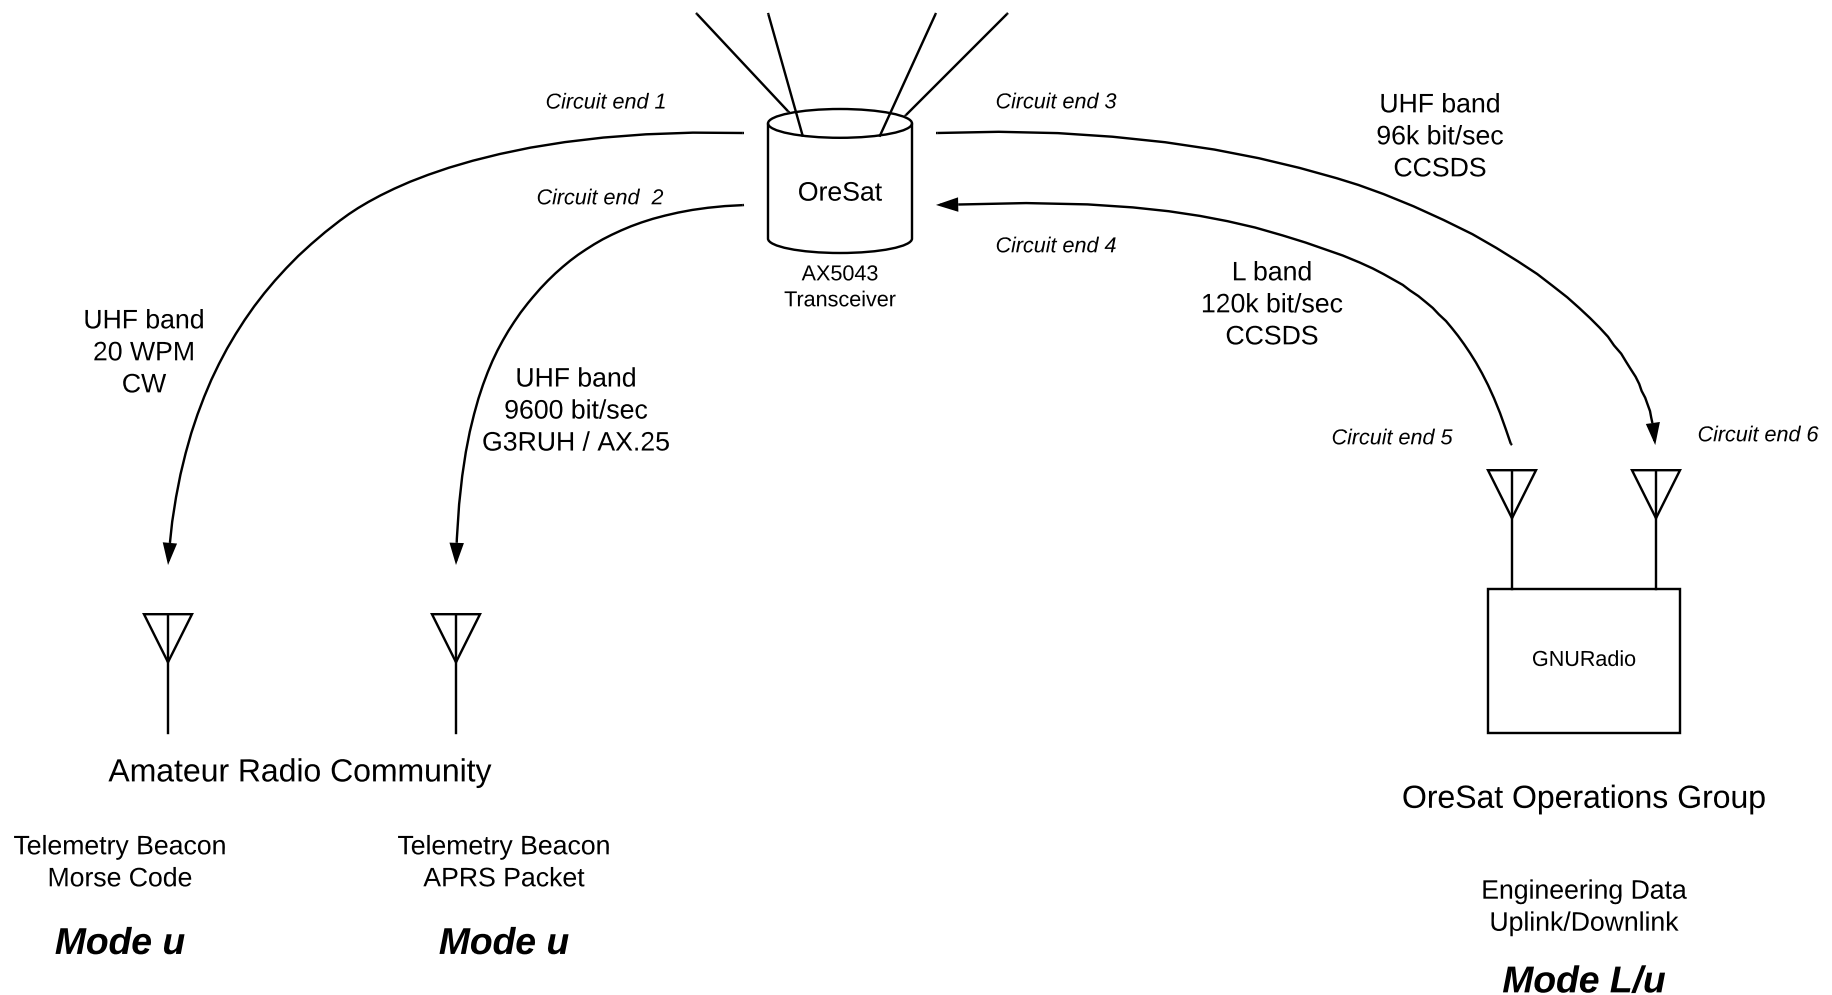 Circuit end 1
Circuit end 3
UHF band
96k bit/sec
CCSDS
Circuit end 2
OreSat
AX5043
Transceiver
Circuit end 4
L band
120k bit/sec
CCSDS
UHF band
20 WPM
CW
UHF band
9600 bit/sec
G3RUH / AX.25
Circuit end 5
Circuit end 6
GNURadio
Amateur Radio Community
OreSat Operations Group
Telemetry Beacon
Morse Code
Mode u
Telemetry Beacon
APRS Packet
Mode u
Engineering Data
Uplink/Downlink
Mode L/u